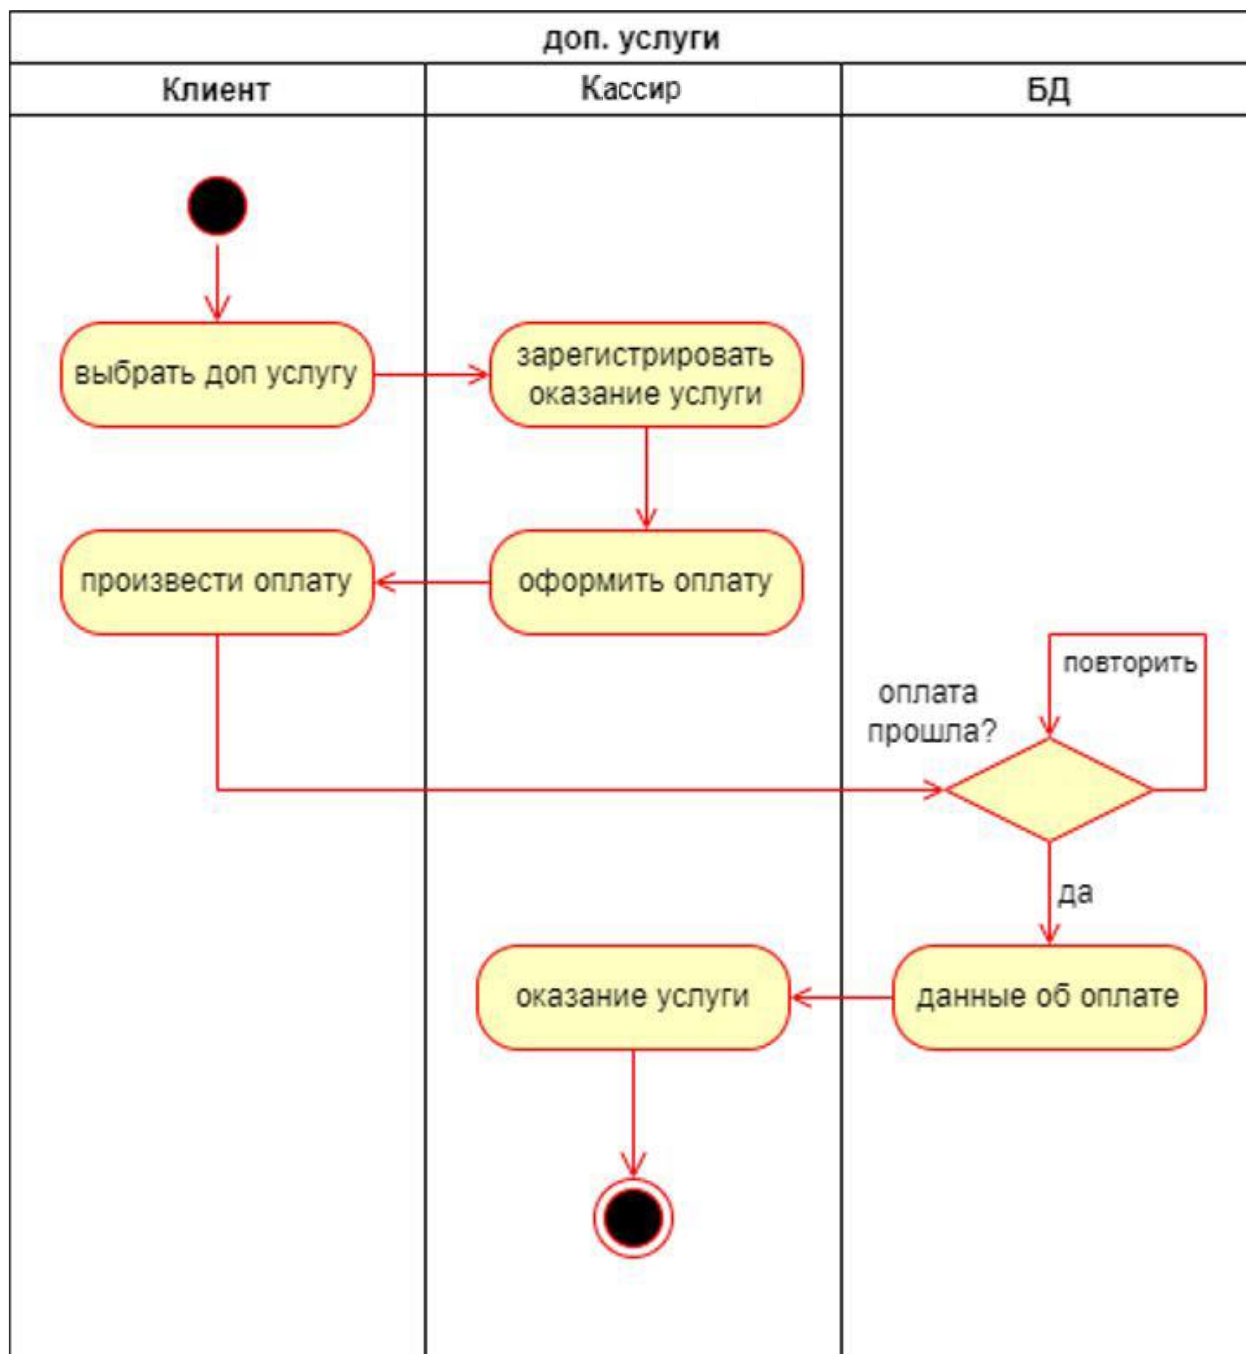 доп. услуги
Клиент
Кассир
БД
выбрать доп услугу
зарегистрировать
оказание услуги
произвести оплату
оформить оплату
повторить
оплата
прошла?
да
оказание услуги
данные об оплате